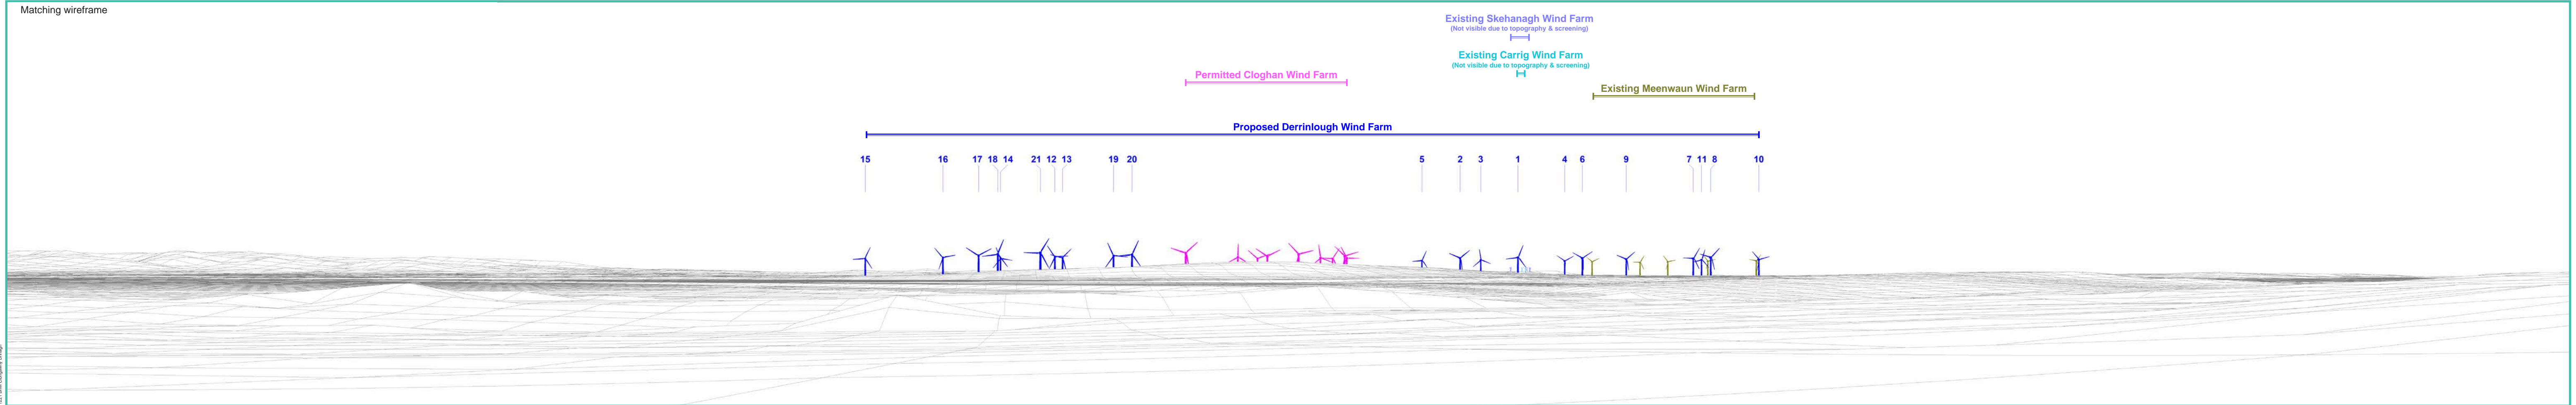 Matching wireframe
Existing Skehanagh Wind Farm
(Not visible due to topography & screening)
Existing Carrig Wind Farm
(Not visible due to topography & screening)
Permitted Cloghan Wind Farm
Existing Meenwaun Wind Farm
Proposed Derrinlough Wind Farm
15 16 17 18 14 21 12 13 19 20 5 2 3 1 4 6 9 7 11 8 10